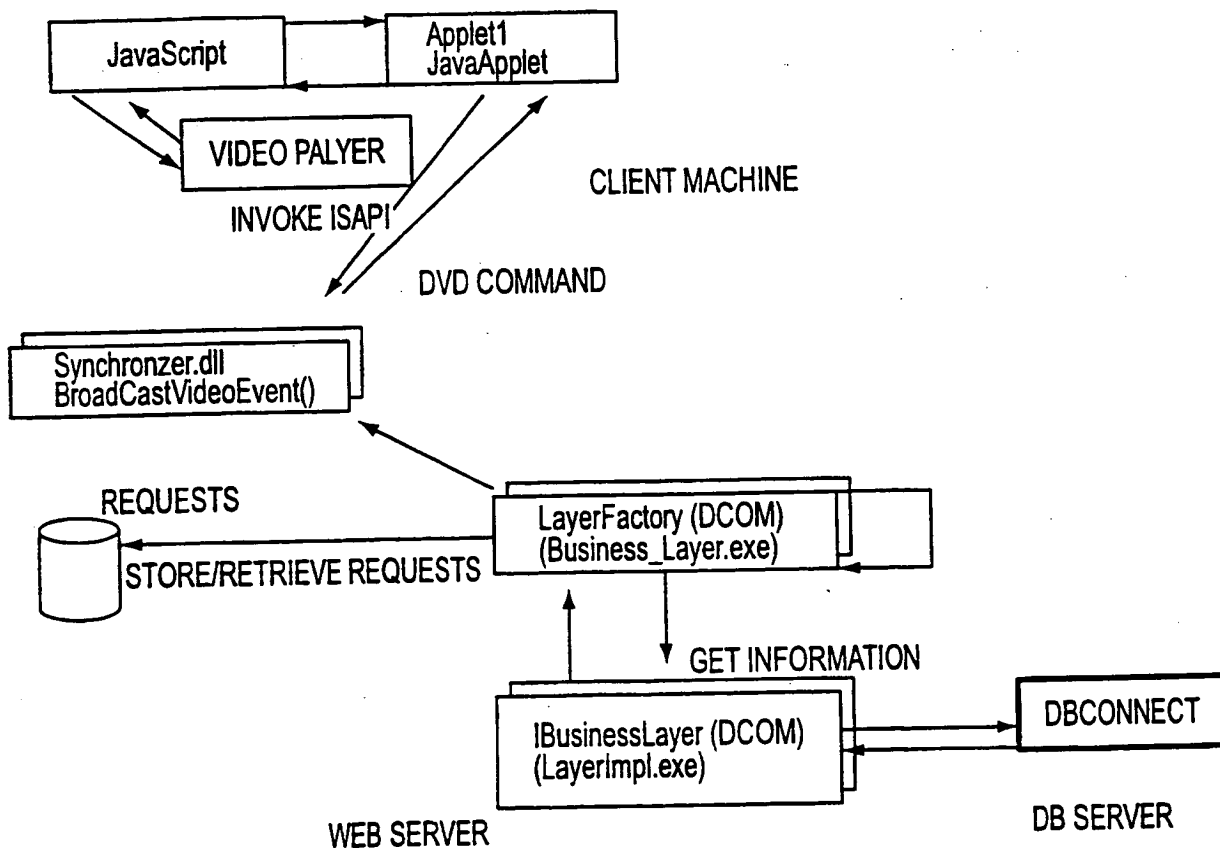 JavaScript
Applet1
JavaApplet
VIDEO PALYER
CLIENT MACHINE
INVOKE ISAPI
DVD COMMAND
Synchronzer.dll
BroadCastVideoEvent()
REQUESTS
LayerFactory (DCOM)
(Business_Layer.exe)
STORE/RETRIEVE REQUESTS
GET INFORMATION
IBusinessLayer (DCOM)
(LayerImpl.exe)
DBCONNECT
WEB SERVER
DB SERVER